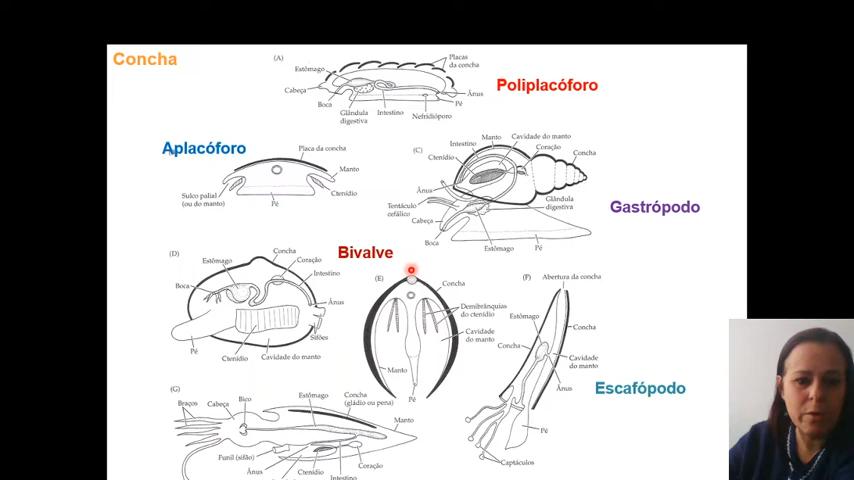 Concha
(A)
Placas
da concha
Estômago
Cabeça
Boca
Glândula
digestiva
Intestino
Nefridióporo
Ânus
Pé
Poliplacóforo
Aplacóforo
Placa da concha
Manto
Sulco palial
(ou do manto)
Pé
Ctenídio
(C)
Intestino
Manto
Cavidade do manto
Coração
Ctenídio
Concha
Ânus
Tentáculo
cefálico
Cabeça
Boca
Glândula
digestiva
Estômago
Pé
Gastrópodo
Bivalve
(D)
Concha
Estômago
Coração
Intestino
Boca
Ânus
Sifões
Pé
Ctenídio
Cavidade do manto
(E)
Concha
Demibrânquias
do ctenídio
Cavidade
do manto
Manto
Pé
(F)
Abertura da concha
Estômago
Concha
Concha
Cavidade
do manto
Ânus
Pé
Captáculos
Escafópodo
(G)
Braços
Cabeça
Bico
Estômago
Concha
(gládio ou pena)
Manto
Funil (sifão)
Ânus
Ctenídio
Intestino
Coração